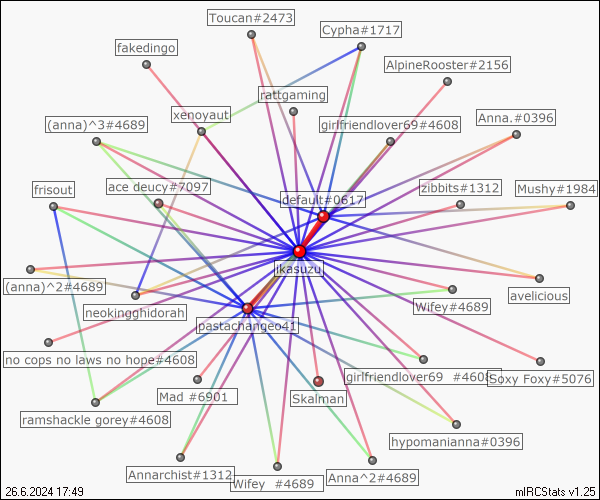 Toucan#2473
Cypha#1717
fakedingo
AlpineRooster#2156
rattgaming
xenoyaut
Anna.#0396
(anna)^3#4689
girlfriendlover69#4608
frisout
ace deucy#7097
zibbits#1312
Mushy#1984
default#0617
ikasuzu
(anna)^2#4689
avelicious
neokingghidorah
Wifey#4689
pastachangeo41
no cops no laws no hope#4608
girlfriendlover69 #4608
Soxy Foxy#5076
Mad #6901
Skalman
ramshackle gorey#4608
hypomanianna#0396
Annarchist#1312
Wifey #4689
Anna^2#4689
26.6.2024 17:49
mIRCStats v1.25